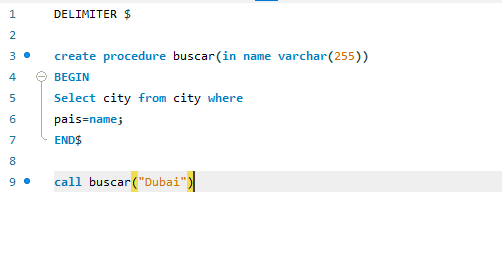 1 DELIMITER $
2
3 create procedure buscar(in name varchar(255))
4 BEGIN
5 Select city from city where
6 pais=name;
7 END$
8
9 call buscar("Dubai")